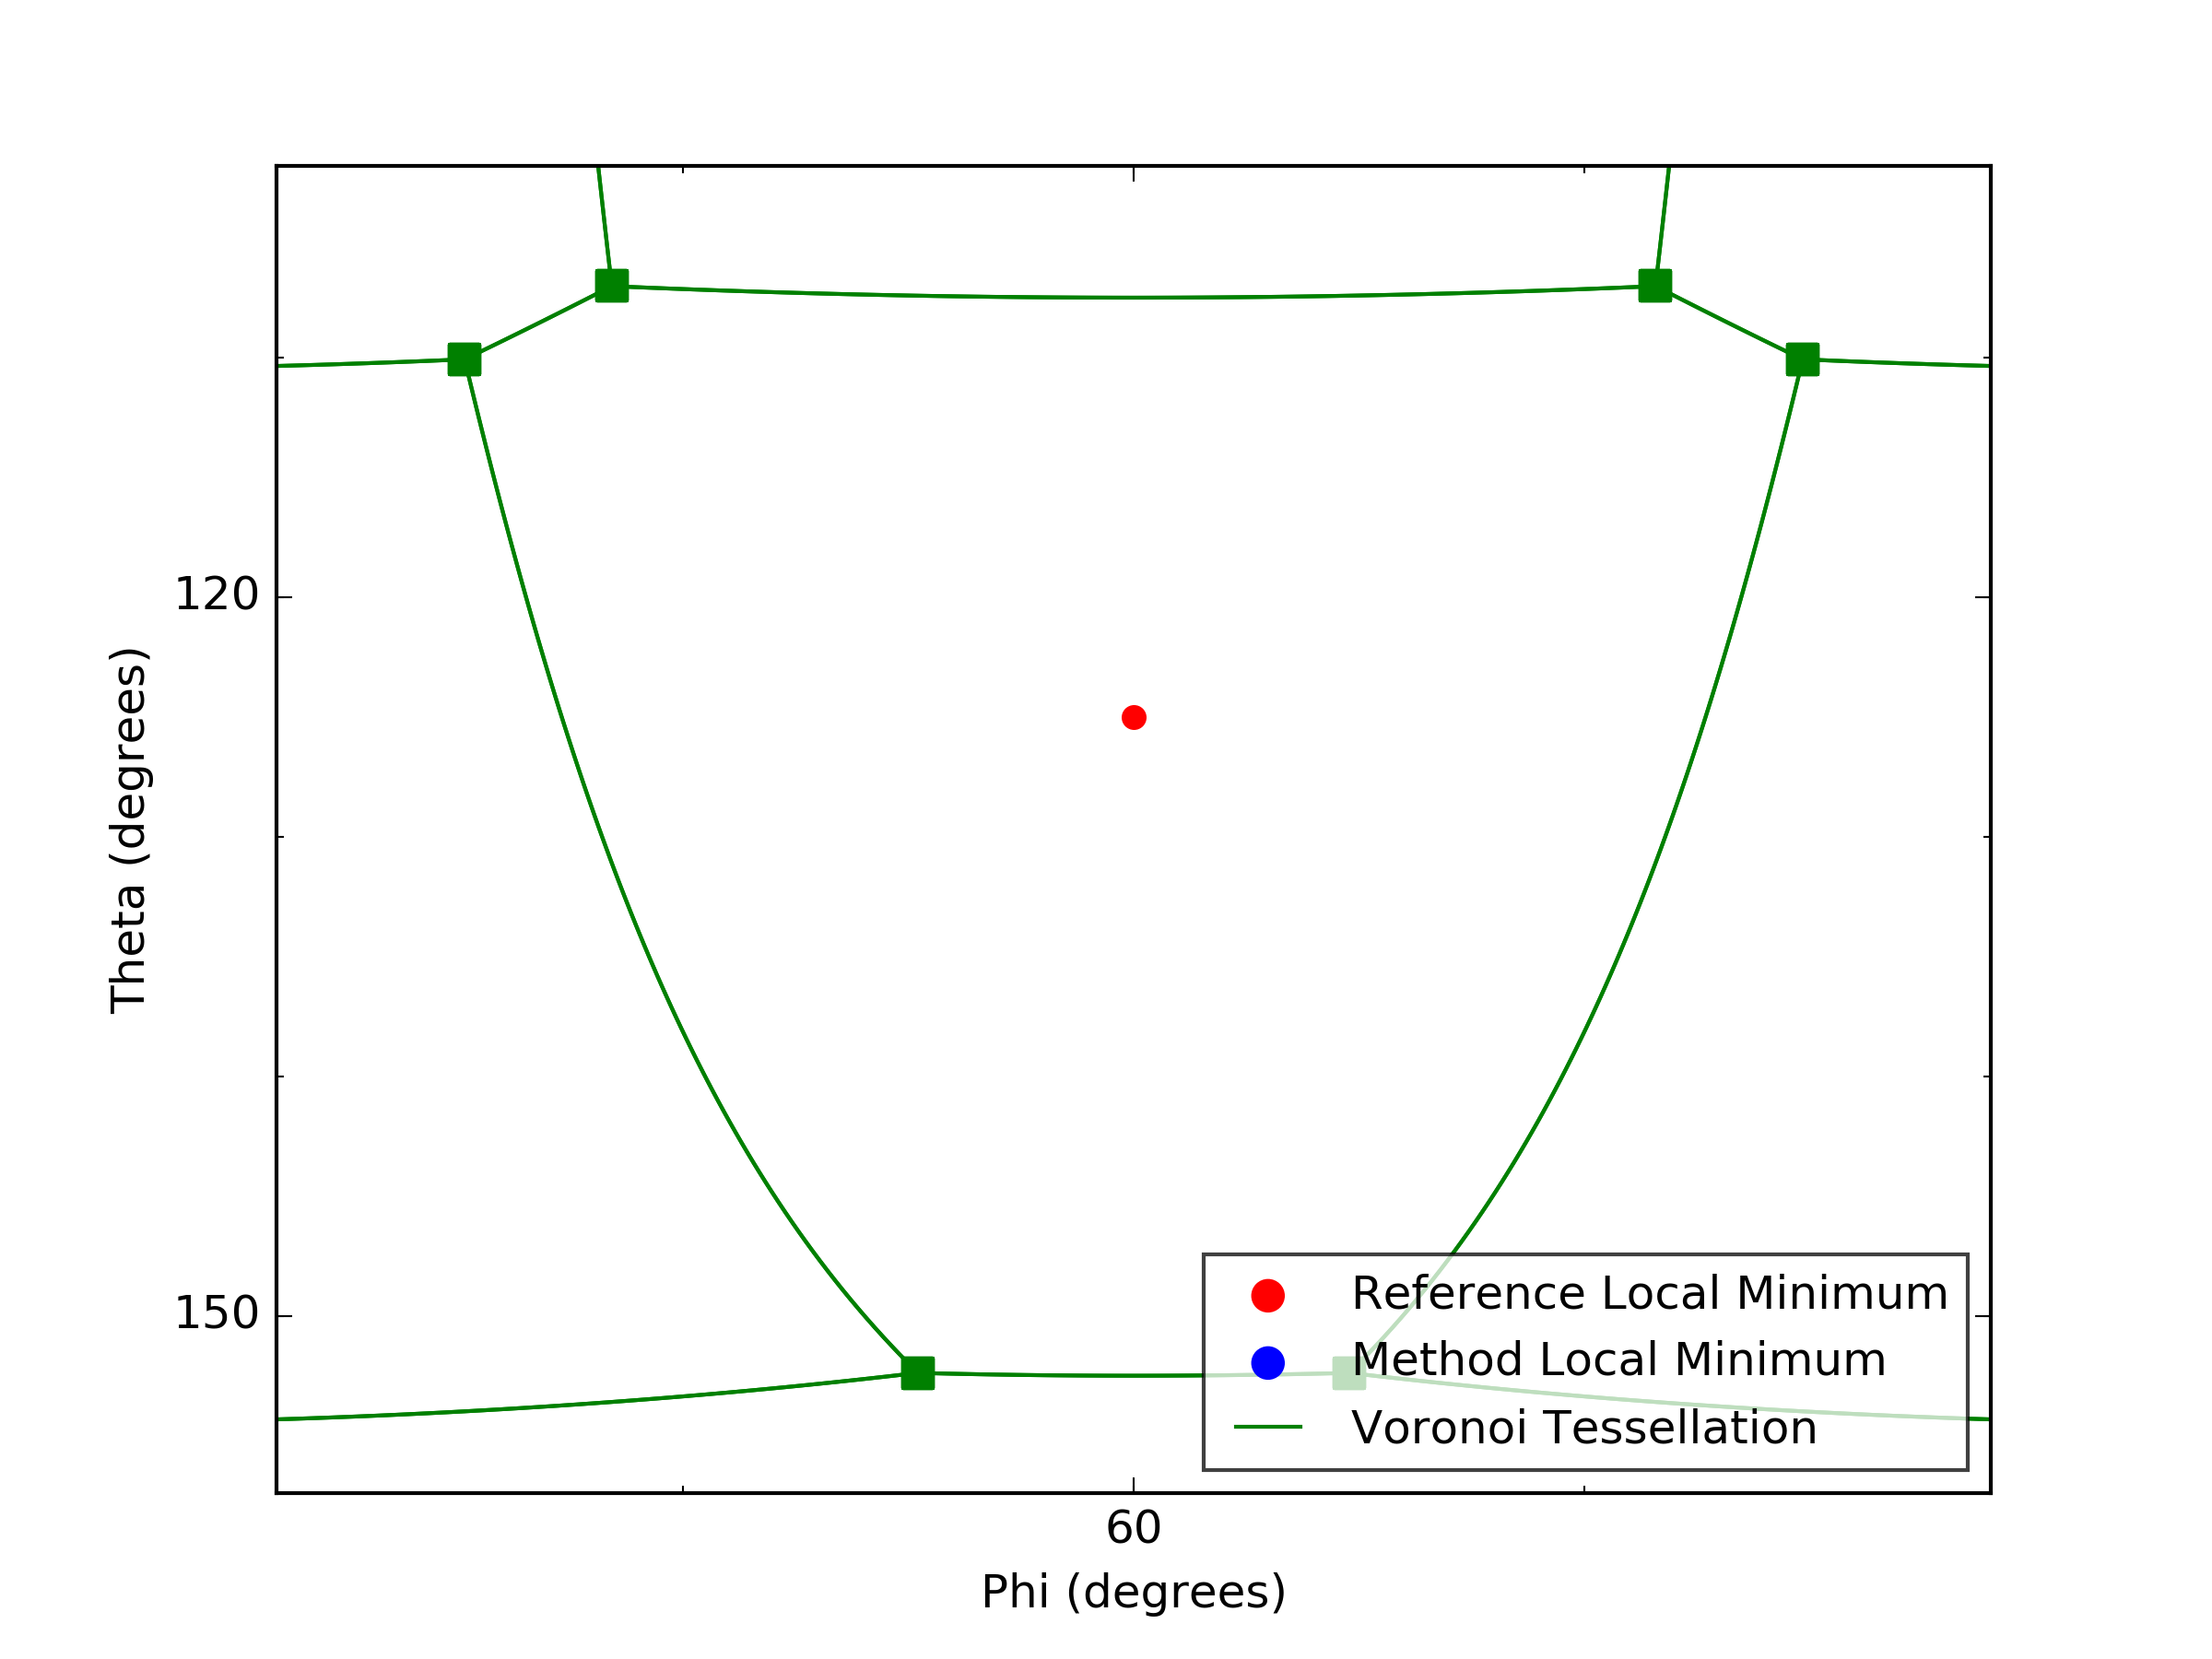 120
150
Theta (degrees)
60
Phi (degrees)
Reference Local Minimum
Method Local Minimum
Voronoi Tessellation